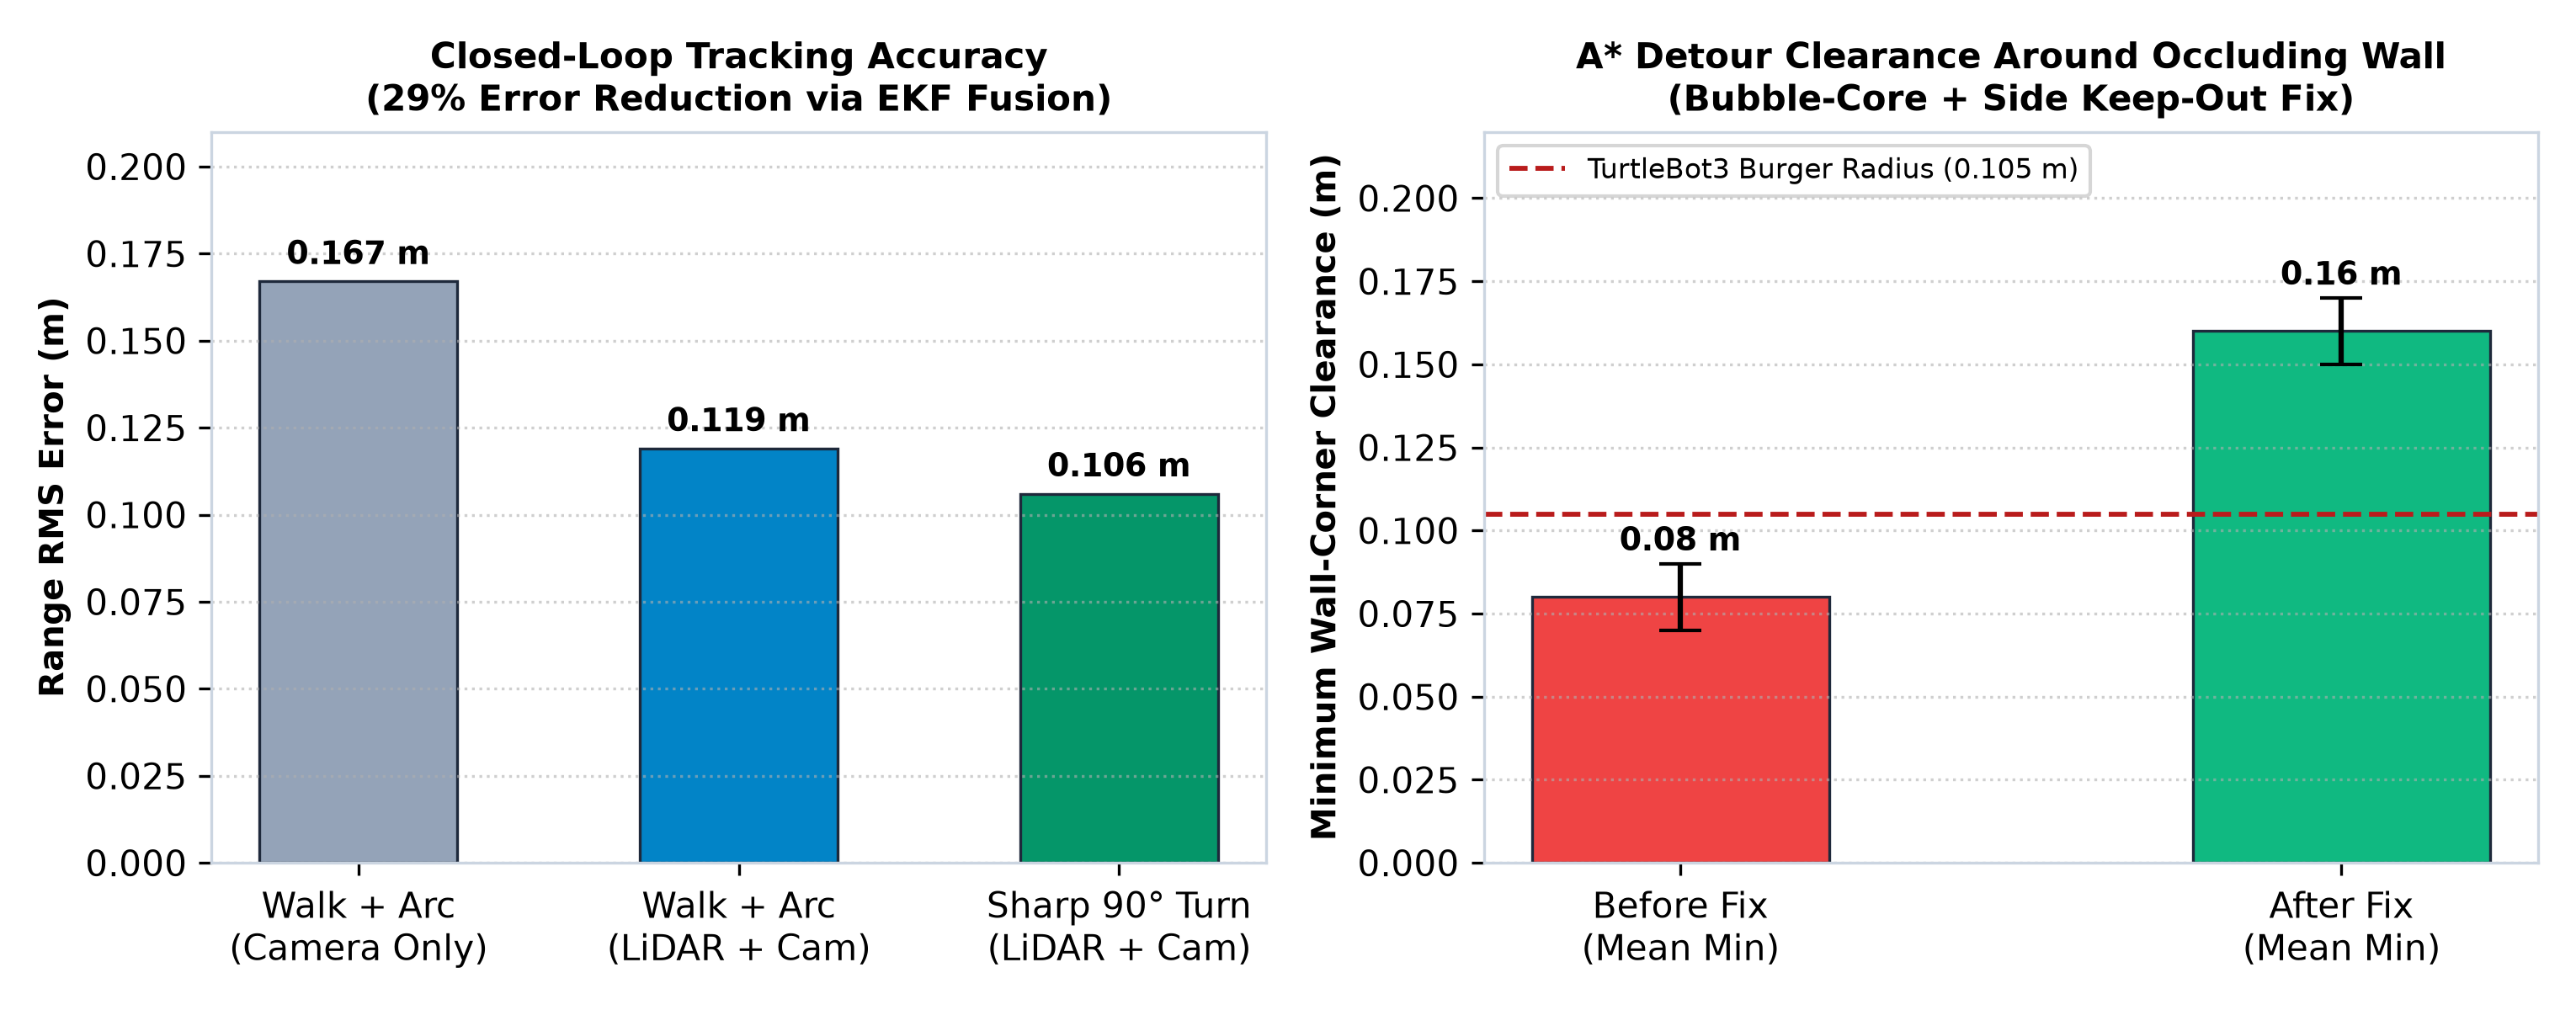 Closed-Loop Tracking Accuracy
(29% Error Reduction via EKF Fusion)
Range RMS Error (m)
0.200
0.175
0.150
0.125
0.100
0.075
0.050
0.025
0.000
0.167 m
0.119 m
0.106 m
Walk + Arc
(Camera Only)
Walk + Arc
(LiDAR + Cam)
Sharp 90° Turn
(LiDAR + Cam)
A* Detour Clearance Around Occluding Wall
(Bubble-Core + Side Keep-Out Fix)
Minimum Wall-Corner Clearance (m)
TurtleBot3 Burger Radius (0.105 m)
0.200
0.175
0.150
0.125
0.100
0.075
0.050
0.025
0.000
0.08 m
0.16 m
Before Fix
(Mean Min)
After Fix
(Mean Min)